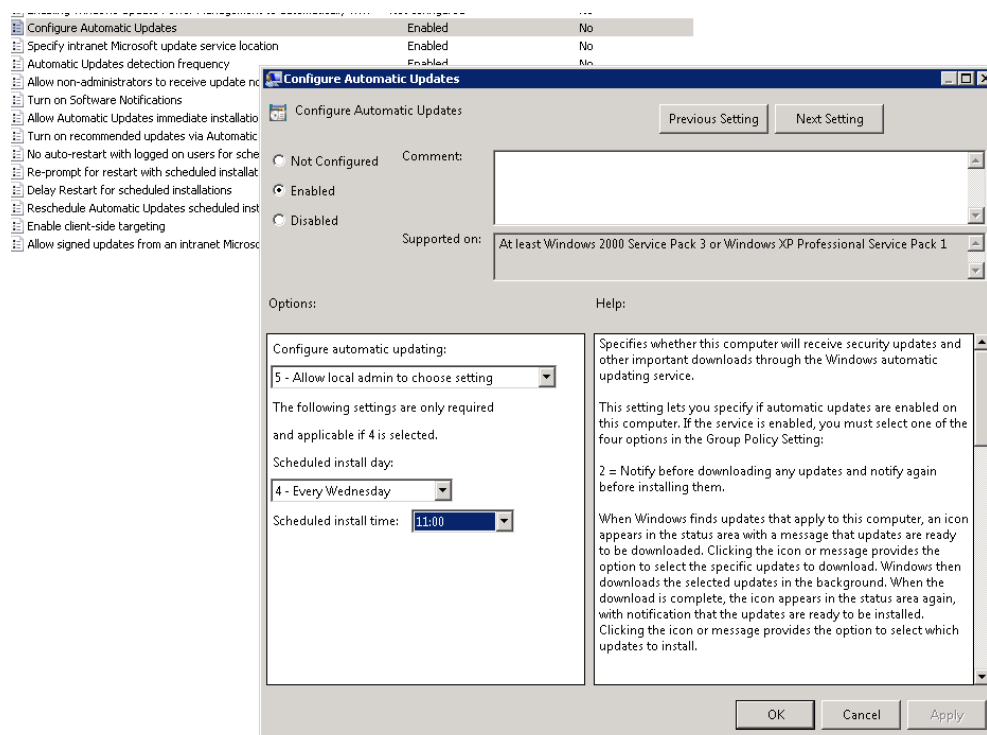 Configure Automatic Updates Enabled No
Specify intranet Microsoft update service location Enabled No
Automatic Updates detection frequency Enabled No
Allow non-administrators to receive update no
Turn on Software Notifications
Allow Automatic Updates immediate installatio
Turn on recommended updates via Automatic
No auto-restart with logged on users for sche
Re-prompt for restart with scheduled installat
Delay Restart for scheduled installations
Reschedule Automatic Updates scheduled inst
Enable client-side targeting
Allow signed updates from an intranet Microso
Configure Automatic Updates
Configure Automatic Updates
Previous Setting
Next Setting
Not Configured
Enabled
Disabled
Comment:
Supported on:
At least Windows 2000 Service Pack 3 or Windows XP Professional Service Pack 1
Options:
Configure automatic updating:
5 - Allow local admin to choose setting
The following settings are only required
and applicable if 4 is selected.
Scheduled install day:
4 - Every Wednesday
Scheduled install time: 11:00
Help:
Specifies whether this computer will receive security updates and
other important downloads through the Windows automatic
updating service.
This setting lets you specify if automatic updates are enabled on
this computer. If the service is enabled, you must select one of the
four options in the Group Policy Setting:
2 = Notify before downloading any updates and notify again
before installing them.
When Windows finds updates that apply to this computer, an icon
appears in the status area with a message that updates are ready
to be downloaded. Clicking the icon or message provides the
option to select the specific updates to download. Windows then
downloads the selected updates in the background. When the
download is complete, the icon appears in the status area again,
with notification that the updates are ready to be installed.
Clicking the icon or message provides the option to select which
updates to install.
OK
Cancel
Apply